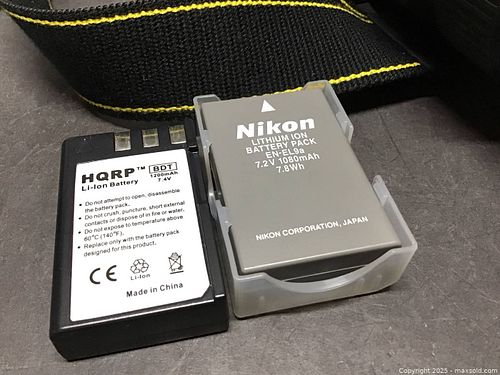 HQRP™ BDT
Li-Ion Battery 1200mAh
7.4V
• Do not attempt to open, disassemble
the battery pack.
• Do not crush, puncture, short external
contacts or dispose of in fire or water.
• Do not expose to temperature above
60°C (140°F).
• Replace only with the battery pack
designed for this product.
CE
Li-Ion
Made in China
Nikon
LITHIUM ION
BATTERY PACK
EN-EL9a
7.2V 1080mAh
7.8Wh
NIKON CORPORATION, JAPAN
Copyright 2025 - maxsold.com